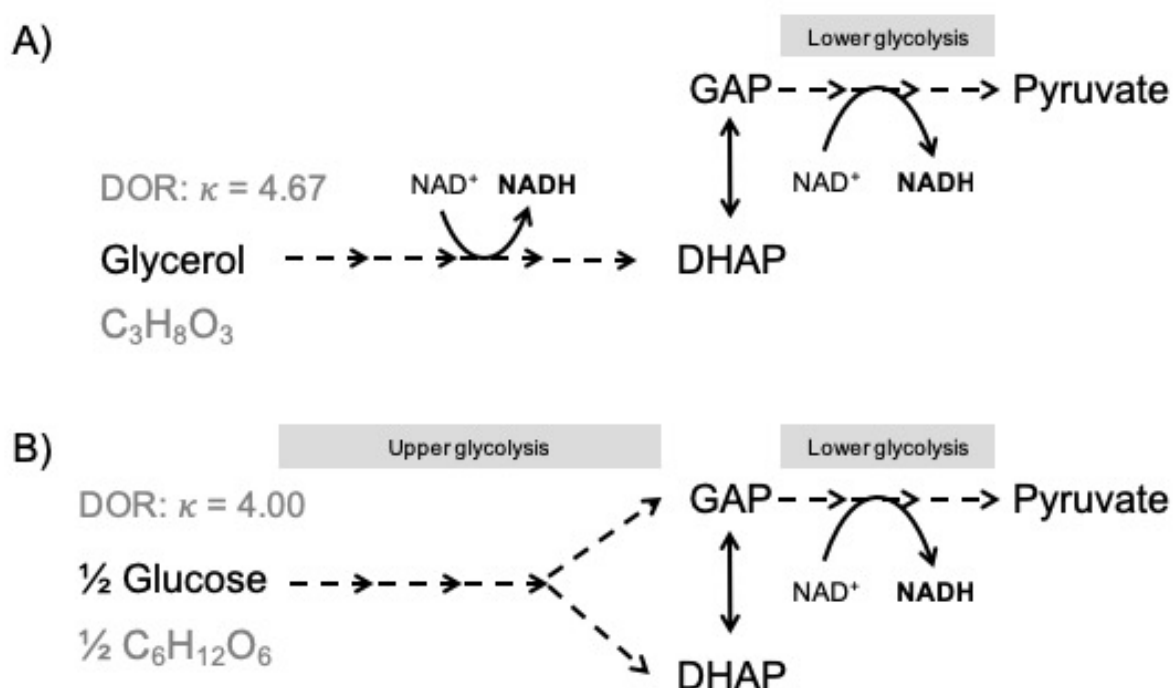 A)
Lower glycolysis
GAP Pyruvate
NAD⁺ NADH
DOR: κ = 4.67
NAD⁺ NADH
Glycerol
DHAP
C₃H₈O₃
B)
Upper glycolysis
Lower glycolysis
DOR: κ = 4.00
GAP Pyruvate
½ Glucose
NAD⁺ NADH
½ C₆H₁₂O₆
DHAP